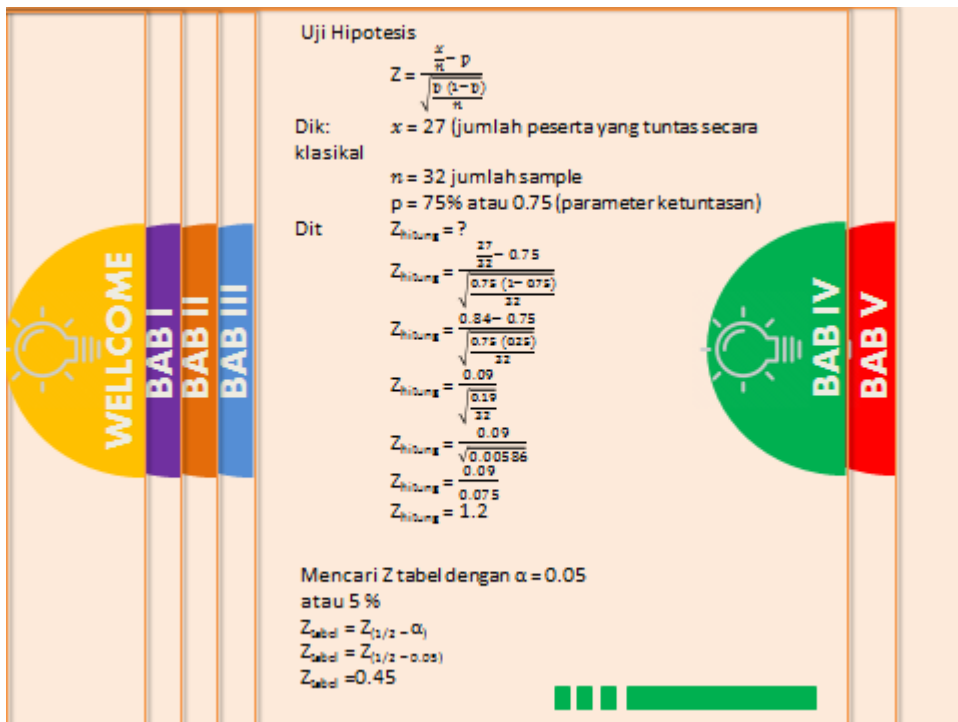 Uji Hipotesis
Z = (x/n − p) / √(p (1−p)/n)
Dik: x = 27 (jumlah peserta yang tuntas secara
klasikal
n = 32 jumlah sample
p = 75% atau 0.75 (parameter ketuntasan)
Dit Zhitung = ?
Zhitung = (27/32 − 0.75) / √(0.75 (1− 075)/32)
Zhitung = (0.84− 0.75) / √(0.75 (025)/32)
Zhitung = 0.09 / √(0.19/32)
Zhitung = 0.09 / √0.00586
Zhitung = 0.09 / 0.075
Zhitung = 1.2
Mencari Z tabel dengan α = 0.05
atau 5 %
Ztabel = Z(1/2 − α)
Ztabel = Z(1/2 − 0.05)
Ztabel =0.45
WELLCOME
BAB I
BAB II
BAB III
BAB IV
BAB V